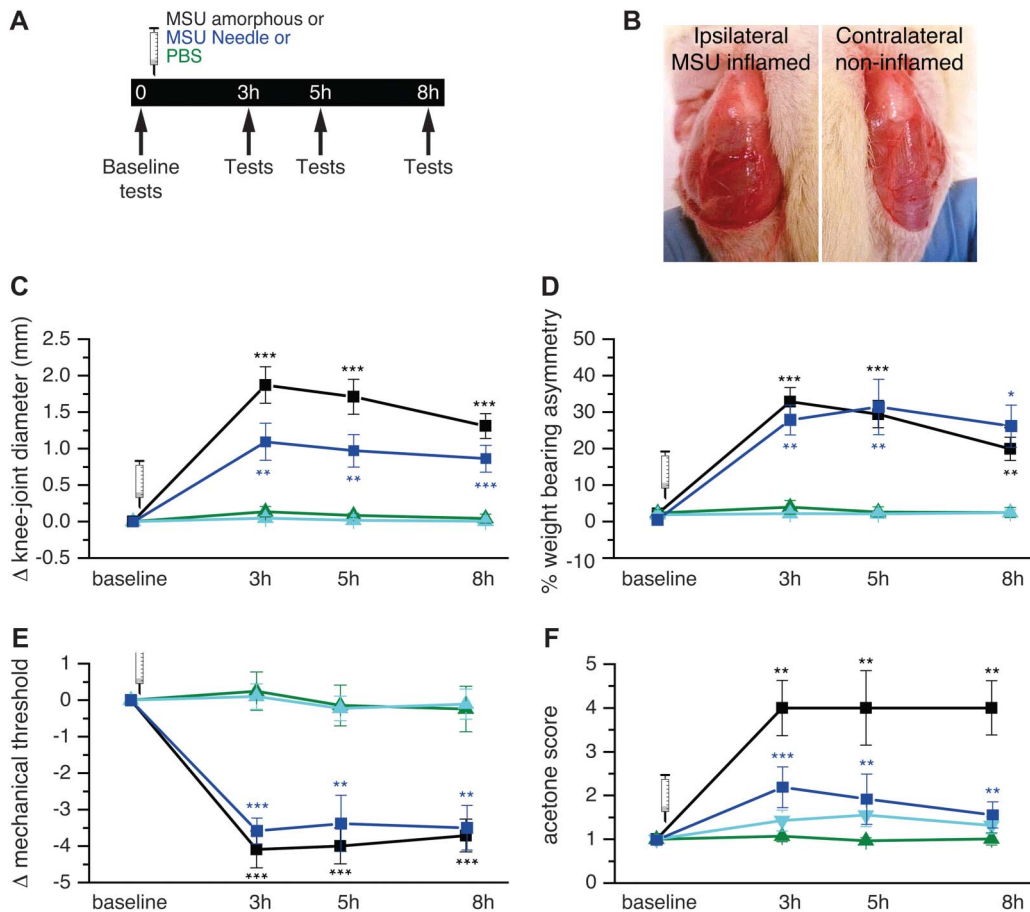 A
MSU amorphous or
MSU Needle or
PBS
0 3h 5h 8h
Baseline tests
Tests
Tests
Tests
B
Ipsilateral
MSU inflamed
Contralateral
non-inflamed
C
Δ knee-joint diameter (mm)
2.5
2.0
1.5
1.0
0.5
0.0
-0.5
*** *** ***
** ** ***
baseline 3h 5h 8h
D
% weight bearing asymmetry
50
40
30
20
10
0
-10
*** *** *
** ** **
baseline 3h 5h 8h
E
Δ mechanical threshold
1
0
-1
-2
-3
-4
-5
*** ** **
*** *** ***
baseline 3h 5h 8h
F
acetone score
5
4
3
2
1
0
** ** **
*** ** **
baseline 3h 5h 8h